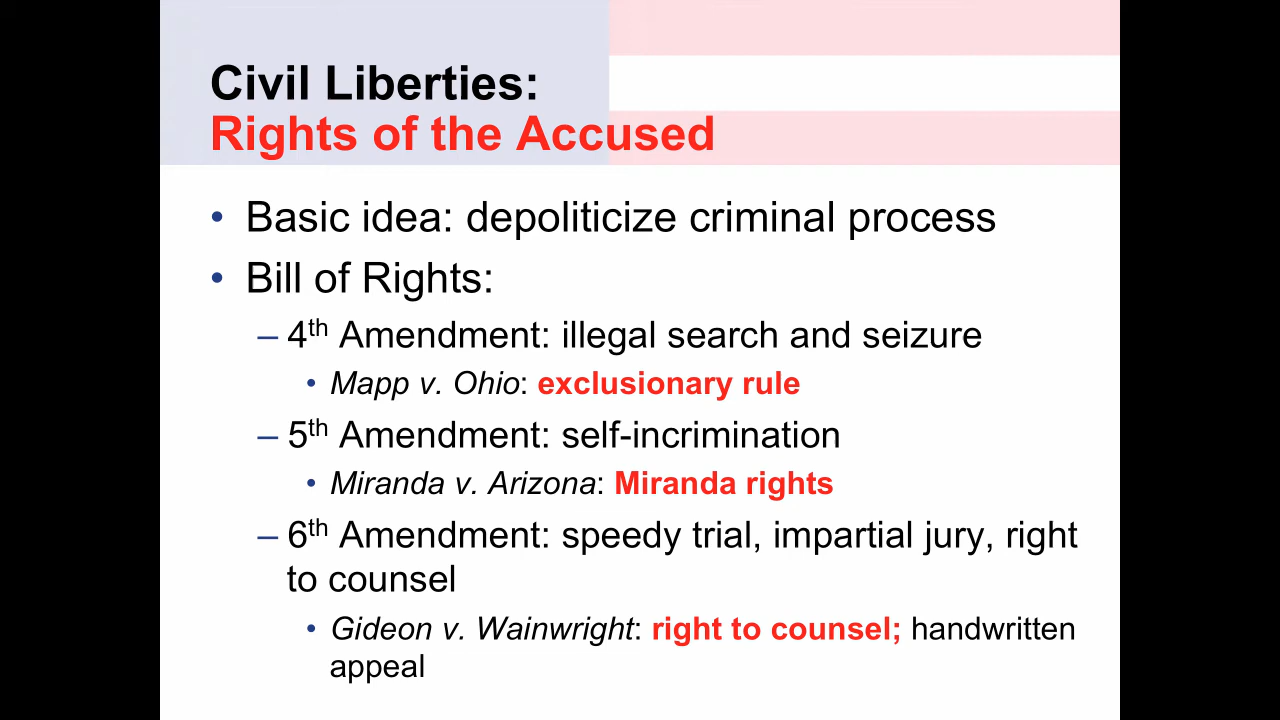 Civil Liberties:
Rights of the Accused
• Basic idea: depoliticize criminal process
• Bill of Rights:
– 4th Amendment: illegal search and seizure
• Mapp v. Ohio: exclusionary rule
– 5th Amendment: self-incrimination
• Miranda v. Arizona: Miranda rights
– 6th Amendment: speedy trial, impartial jury, right
to counsel
• Gideon v. Wainwright: right to counsel; handwritten
appeal